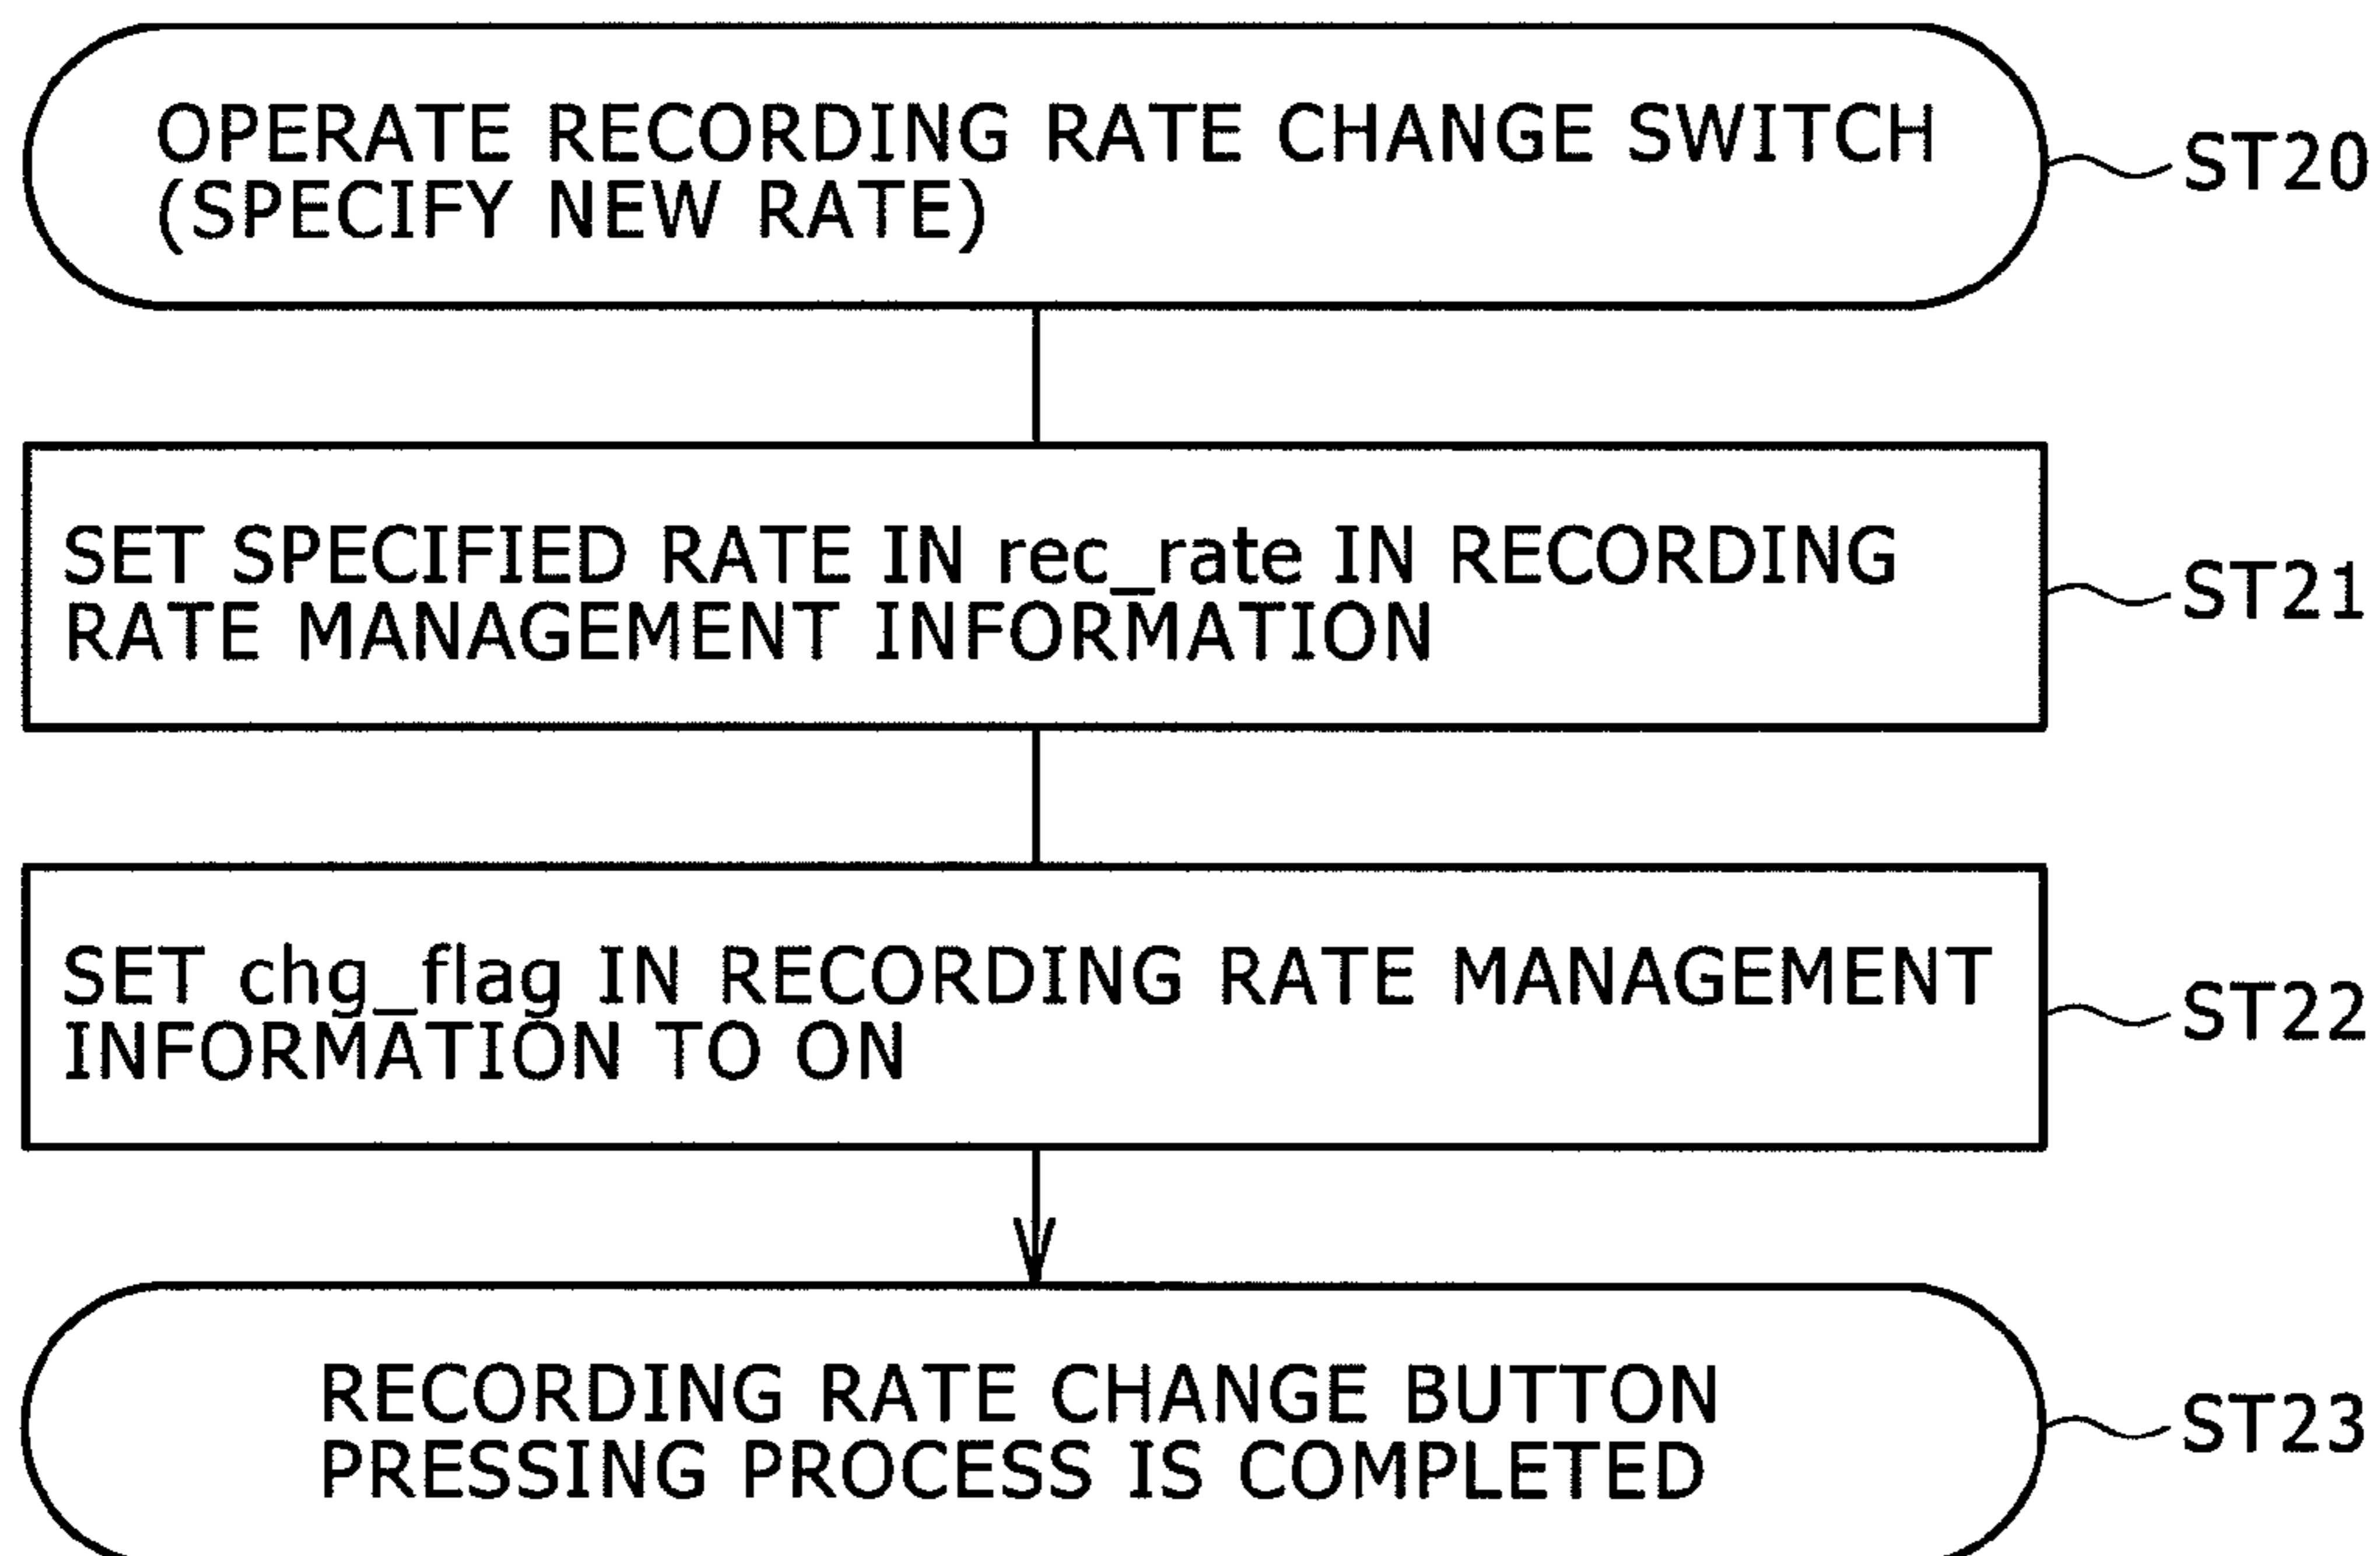 OPERATE RECORDING RATE CHANGE SWITCH
(SPECIFY NEW RATE)
ST20
SET SPECIFIED RATE IN rec_rate IN RECORDING
RATE MANAGEMENT INFORMATION
ST21
SET chg_flag IN RECORDING RATE MANAGEMENT
INFORMATION TO ON
ST22
RECORDING RATE CHANGE BUTTON
PRESSING PROCESS IS COMPLETED
ST23